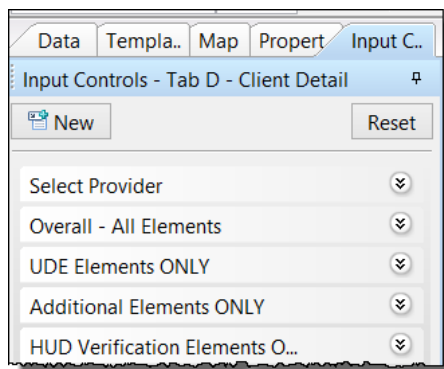 Data Templa.. Map Propert Input C..
Input Controls - Tab D - Client Detail
New Reset
Select Provider
Overall - All Elements
UDE Elements ONLY
Additional Elements ONLY
HUD Verification Elements O...